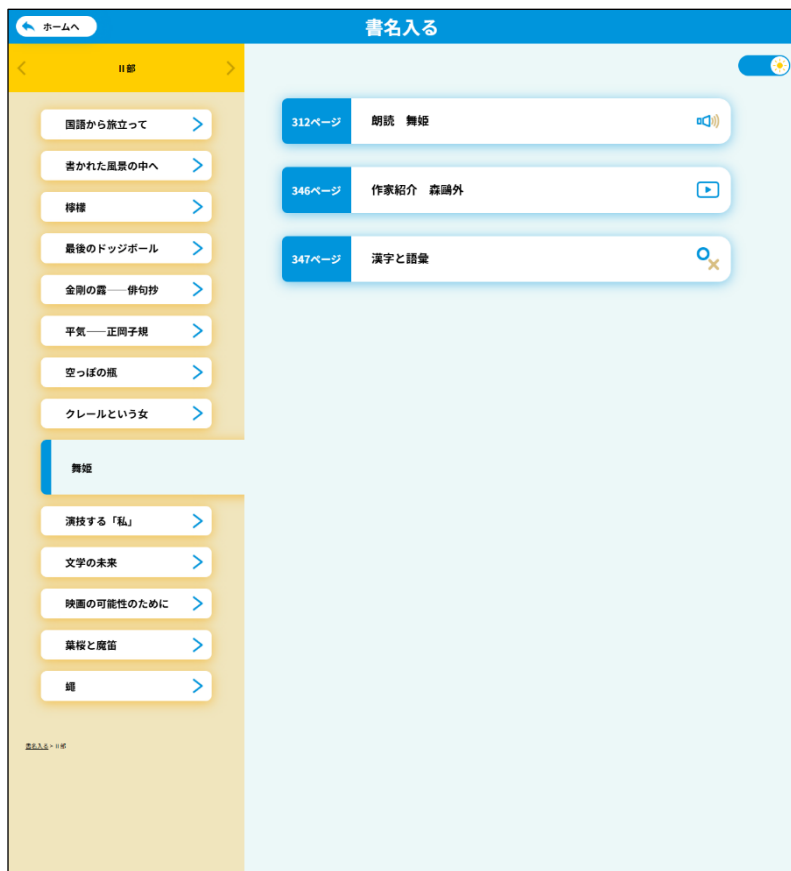 ホームへ
書名入る
II部
国語から旅立って
書かれた風景の中へ
檸檬
最後のドッジボール
金剛の露──俳句抄
平気──正岡子規
空っぽの瓶
クレールという女
舞姫
演技する「私」
文学の未来
映画の可能性のために
葉桜と魔笛
蠅
書名入る > II部
312ページ 朗読　舞姫
346ページ 作家紹介　森鷗外
347ページ 漢字と語彙